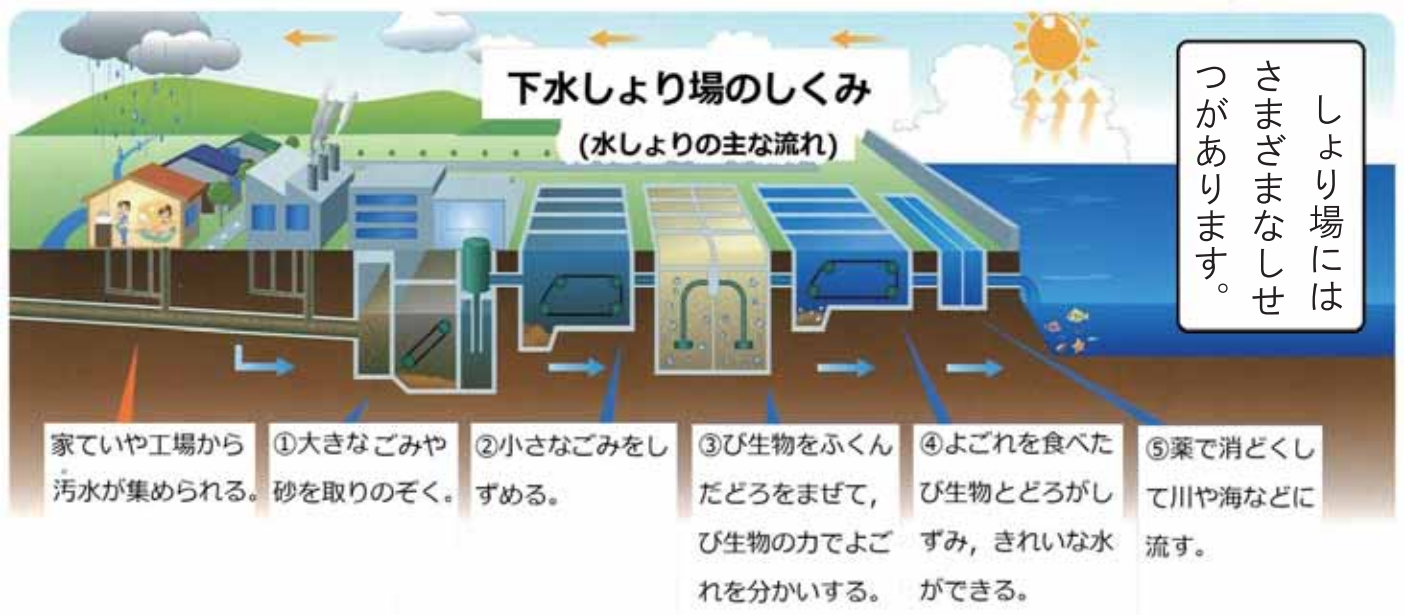 下水しょり場のしくみ
(水しょりの主な流れ)
しょり場には
さまざまなしせ
つがあります。
家ていや工場から
汚水が集められる。
①大きなごみや
砂を取りのぞく。
②小さなごみをし
ずめる。
③び生物をふくん
だどろをまぜて，
び生物の力でよご
れを分かいする。
④よごれを食べた
び生物とどろがし
ずみ，きれいな水
ができる。
⑤薬で消どくし
て川や海などに
流す。